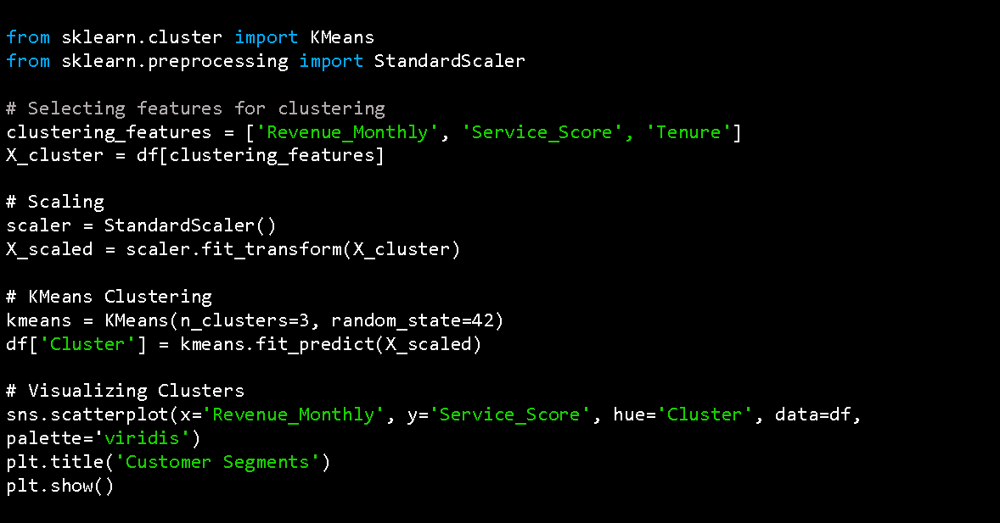 from sklearn.cluster import KMeans
from sklearn.preprocessing import StandardScaler
# Selecting features for clustering
clustering_features = ['Revenue_Monthly', 'Service_Score', 'Tenure']
X_cluster = df[clustering_features]
# Scaling
scaler = StandardScaler()
X_scaled = scaler.fit_transform(X_cluster)
# KMeans Clustering
kmeans = KMeans(n_clusters=3, random_state=42)
df['Cluster'] = kmeans.fit_predict(X_scaled)
# Visualizing Clusters
sns.scatterplot(x='Revenue_Monthly', y='Service_Score', hue='Cluster', data=df,
palette='viridis')
plt.title('Customer Segments')
plt.show()